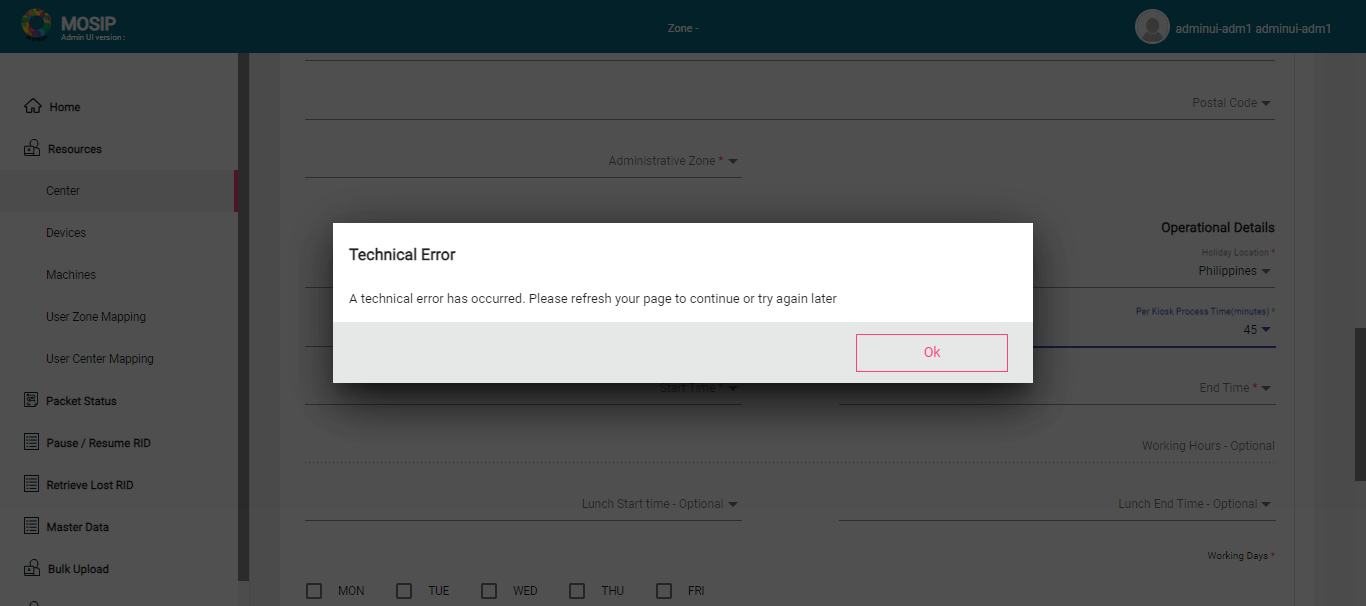 MOSIP
Admin UI version :
Zone -
adminui-adm1 adminui-adm1
Home
Resources
Center
Devices
Machines
User Zone Mapping
User Center Mapping
Packet Status
Pause / Resume RID
Retrieve Lost RID
Master Data
Bulk Upload
Postal Code
Administrative Zone *
Operational Details
Holiday Location *
Philippines
Per Kiosk Process Time(minutes) *
45
Technical Error
A technical error has occurred. Please refresh your page to continue or try again later
Ok
Start Time *
End Time *
Working Hours - Optional
Lunch Start time - Optional
Lunch End Time - Optional
Working Days *
MON TUE WED THU FRI